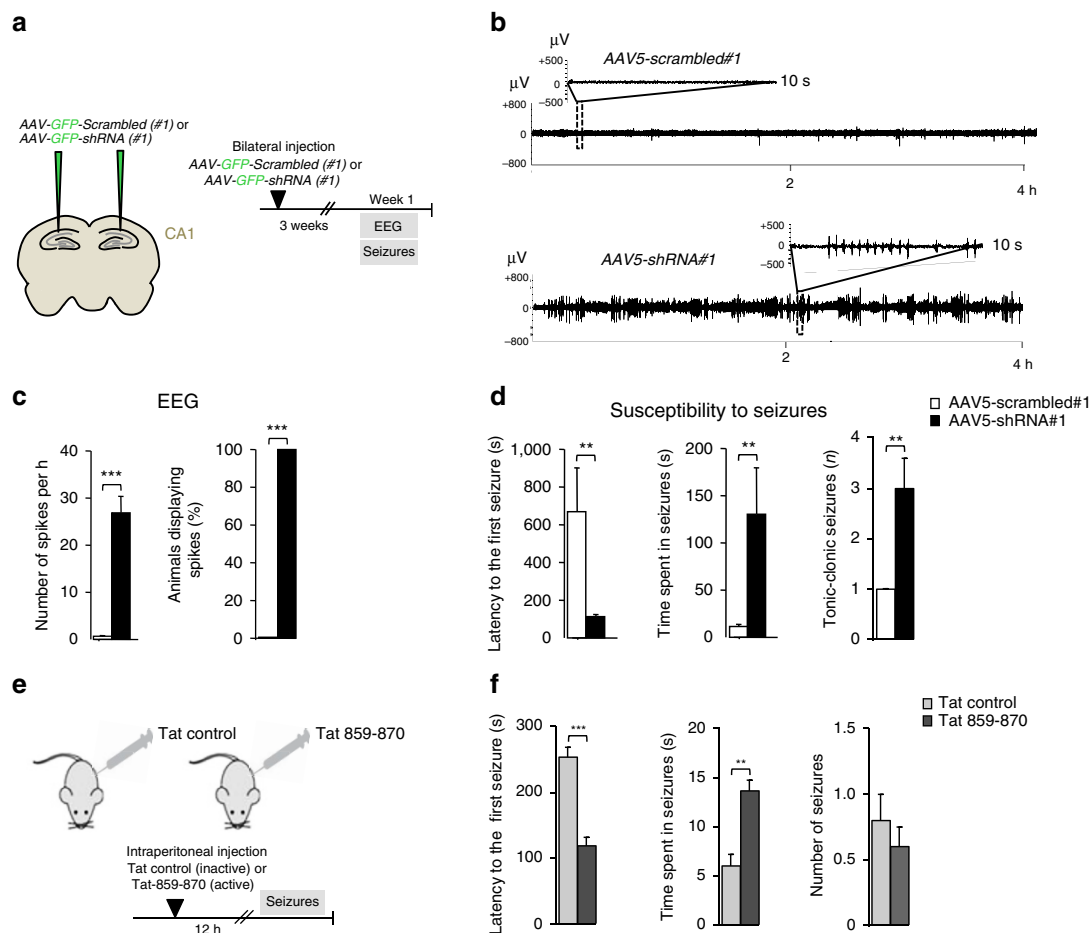 a
AAV-GFP-Scrambled (#1) or
AAV-GFP-shRNA (#1)
CA1
Bilateral injection
AAV-GFP-Scrambled (#1) or
AAV-GFP-shRNA (#1)
Week 1
3 weeks
EEG
Seizures
b
μV
AAV5-scrambled#1
+500
0
−500
10 s
μV
+800
0
−800
2
4 h
AAV5-shRNA#1
+500
0
−500
10 s
μV
+800
0
−800
2
4 h
c
EEG
Number of spikes per h
40
30
20
10
0
***
Animals displaying
spikes (%)
100
80
60
40
20
0
***
d
Susceptibility to seizures
AAV5-scrambled#1
AAV5-shRNA#1
Latency to the first seizure (s)
1,000
800
600
400
200
0
**
Time spent in seizures (s)
200
150
100
50
0
**
Tonic-clonic seizures (n)
4
3
2
1
0
**
e
Tat control
Tat 859-870
Intraperitoneal injection
Tat control (inactive) or
Tat-859-870 (active)
Seizures
12 h
f
Tat control
Tat 859-870
Latency to the first seizure (s)
300
200
100
0
***
Time spent in seizures (s)
20
15
10
5
0
**
Number of seizures
1.5
1.0
0.5
0